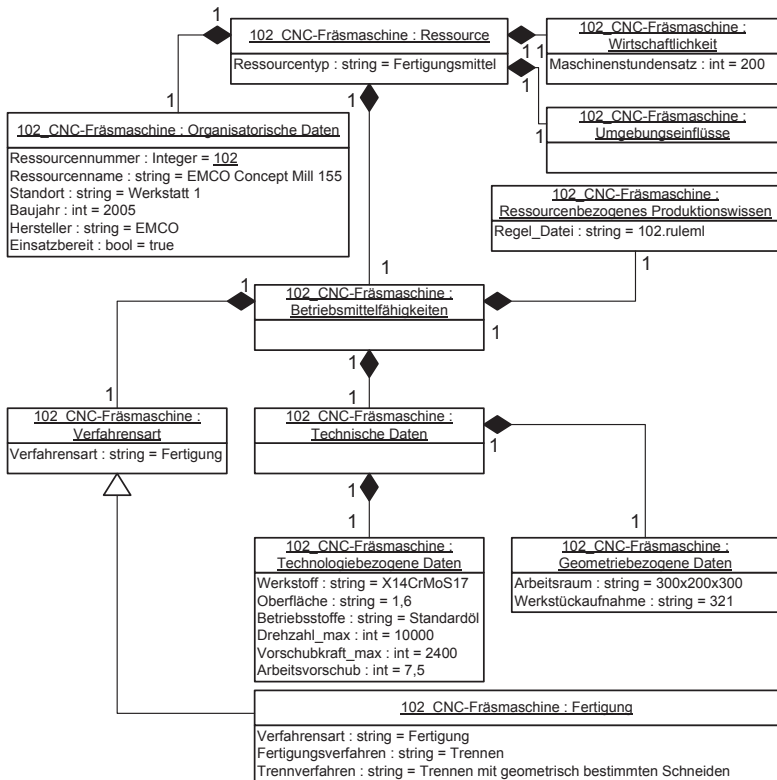 102_CNC-Fräsmaschine : Ressource
Ressourcentyp : string = Fertigungsmittel
102_CNC-Fräsmaschine :
Wirtschaftlichkeit
Maschinenstundensatz : int = 200
1
1
1
1
1
1
1
1
102_CNC-Fräsmaschine :
Umgebungseinflüsse
102_CNC-Fräsmaschine : Organisatorische Daten
Ressourcennummer : Integer = 102
Ressourcenname : string = EMCO Concept Mill 155
Standort : string = Werkstatt 1
Baujahr : int = 2005
Hersteller : string = EMCO
Einsatzbereit : bool = true
102_CNC-Fräsmaschine :
Ressourcenbezogenes Produktionswissen
Regel_Datei : string = 102.ruleml
1
1
102_CNC-Fräsmaschine :
Betriebsmittelfähigkeiten
1
1
1
1
1
102_CNC-Fräsmaschine :
Verfahrensart
Verfahrensart : string = Fertigung
102_CNC-Fräsmaschine :
Technische Daten
1
1
1
1
102_CNC-Fräsmaschine :
Technologiebezogene Daten
Werkstoff : string = X14CrMoS17
Oberfläche : string = 1,6
Betriebsstoffe : string = Standardöl
Drehzahl_max : int = 10000
Vorschubkraft_max : int = 2400
Arbeitsvorschub : int = 7,5
102_CNC-Fräsmaschine :
Geometriebezogene Daten
Arbeitsraum : string = 300x200x300
Werkstückaufnahme : string = 321
102_CNC-Fräsmaschine : Fertigung
Verfahrensart : string = Fertigung
Fertigungsverfahren : string = Trennen
Trennverfahren : string = Trennen mit geometrisch bestimmten Schneiden